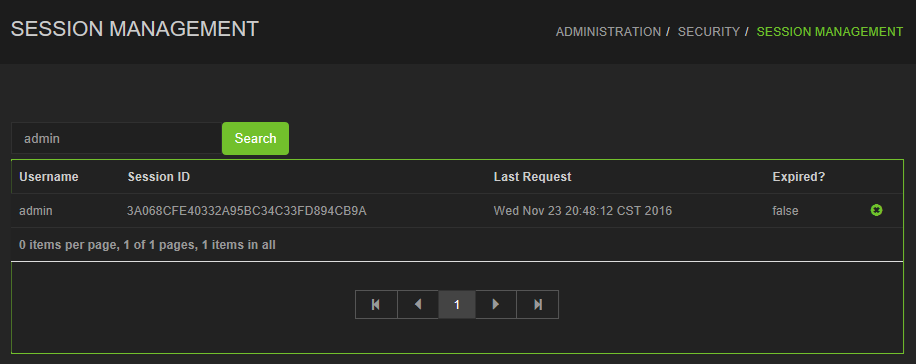 SESSION MANAGEMENT
ADMINISTRATION / SECURITY / SESSION MANAGEMENT
admin Search
Username Session ID Last Request Expired?
admin 3A068CFE40332A95BC34C33FD894CB9A Wed Nov 23 20:48:12 CST 2016 false
0 items per page, 1 of 1 pages, 1 items in all
1